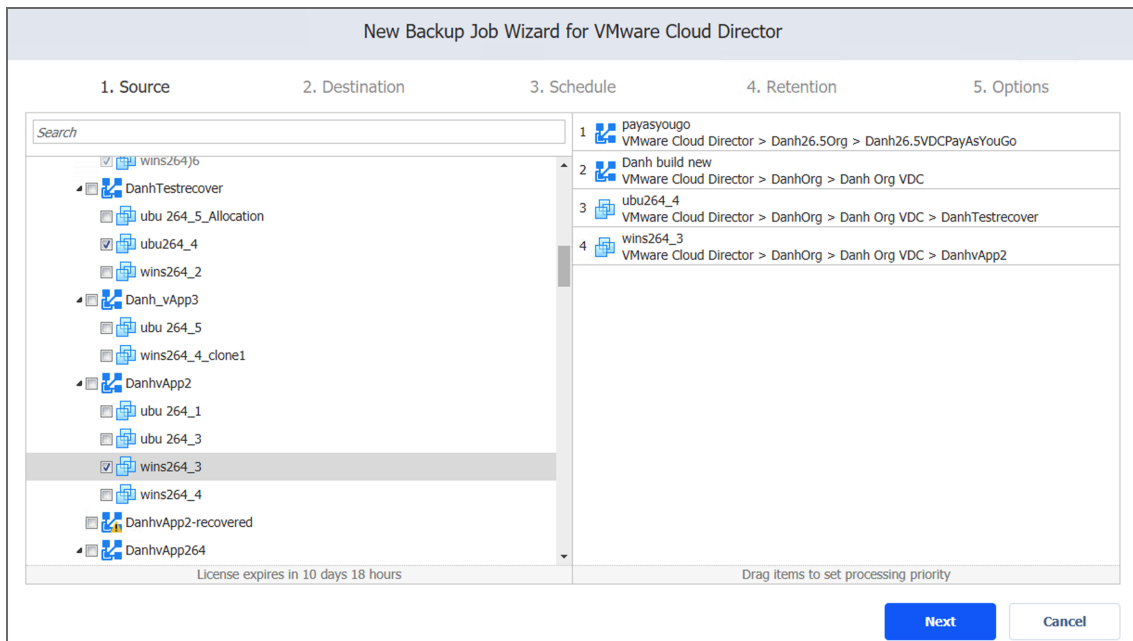 New Backup Job Wizard for VMware Cloud Director
1. Source
2. Destination
3. Schedule
4. Retention
5. Options
Search
wins264)6
DanhTestrecover
ubu 264_5_Allocation
ubu264_4
wins264_2
Danh_vApp3
ubu 264_5
wins264_4_clone1
DanhvApp2
ubu 264_1
ubu 264_3
wins264_3
wins264_4
DanhvApp2-recovered
DanhvApp264
License expires in 10 days 18 hours
1 payasyougo
VMware Cloud Director > Danh26.5Org > Danh26.5VDCPayAsYouGo
2 Danh build new
VMware Cloud Director > DanhOrg > Danh Org VDC
3 ubu264_4
VMware Cloud Director > DanhOrg > Danh Org VDC > DanhTestrecover
4 wins264_3
VMware Cloud Director > DanhOrg > Danh Org VDC > DanhvApp2
Drag items to set processing priority
Next
Cancel